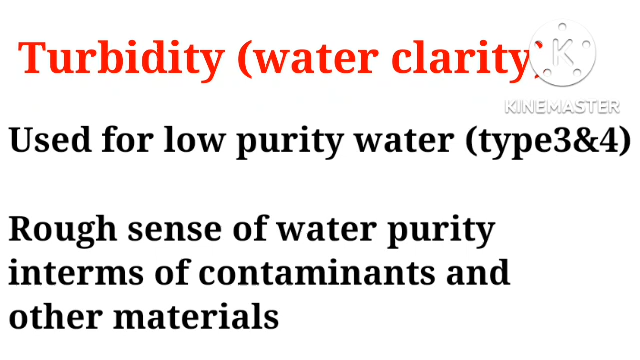 Turbidity (water clarity)
KINEMASTER
Used for low purity water (type3&4)
Rough sense of water purity
interms of contaminants and
other materials